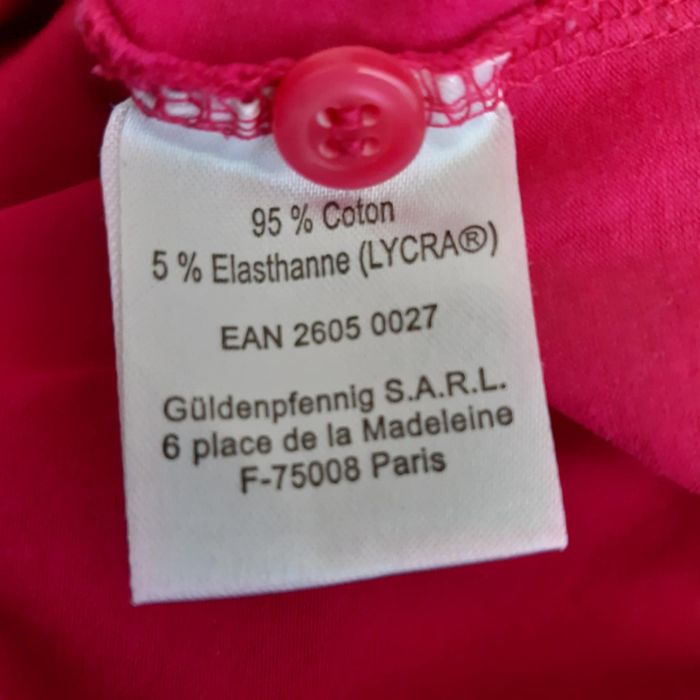 95 % Coton
5 % Elasthanne (LYCRA®)
EAN 2605 0027
Güldenpfennig S.A.R.L.
6 place de la Madeleine
F-75008 Paris